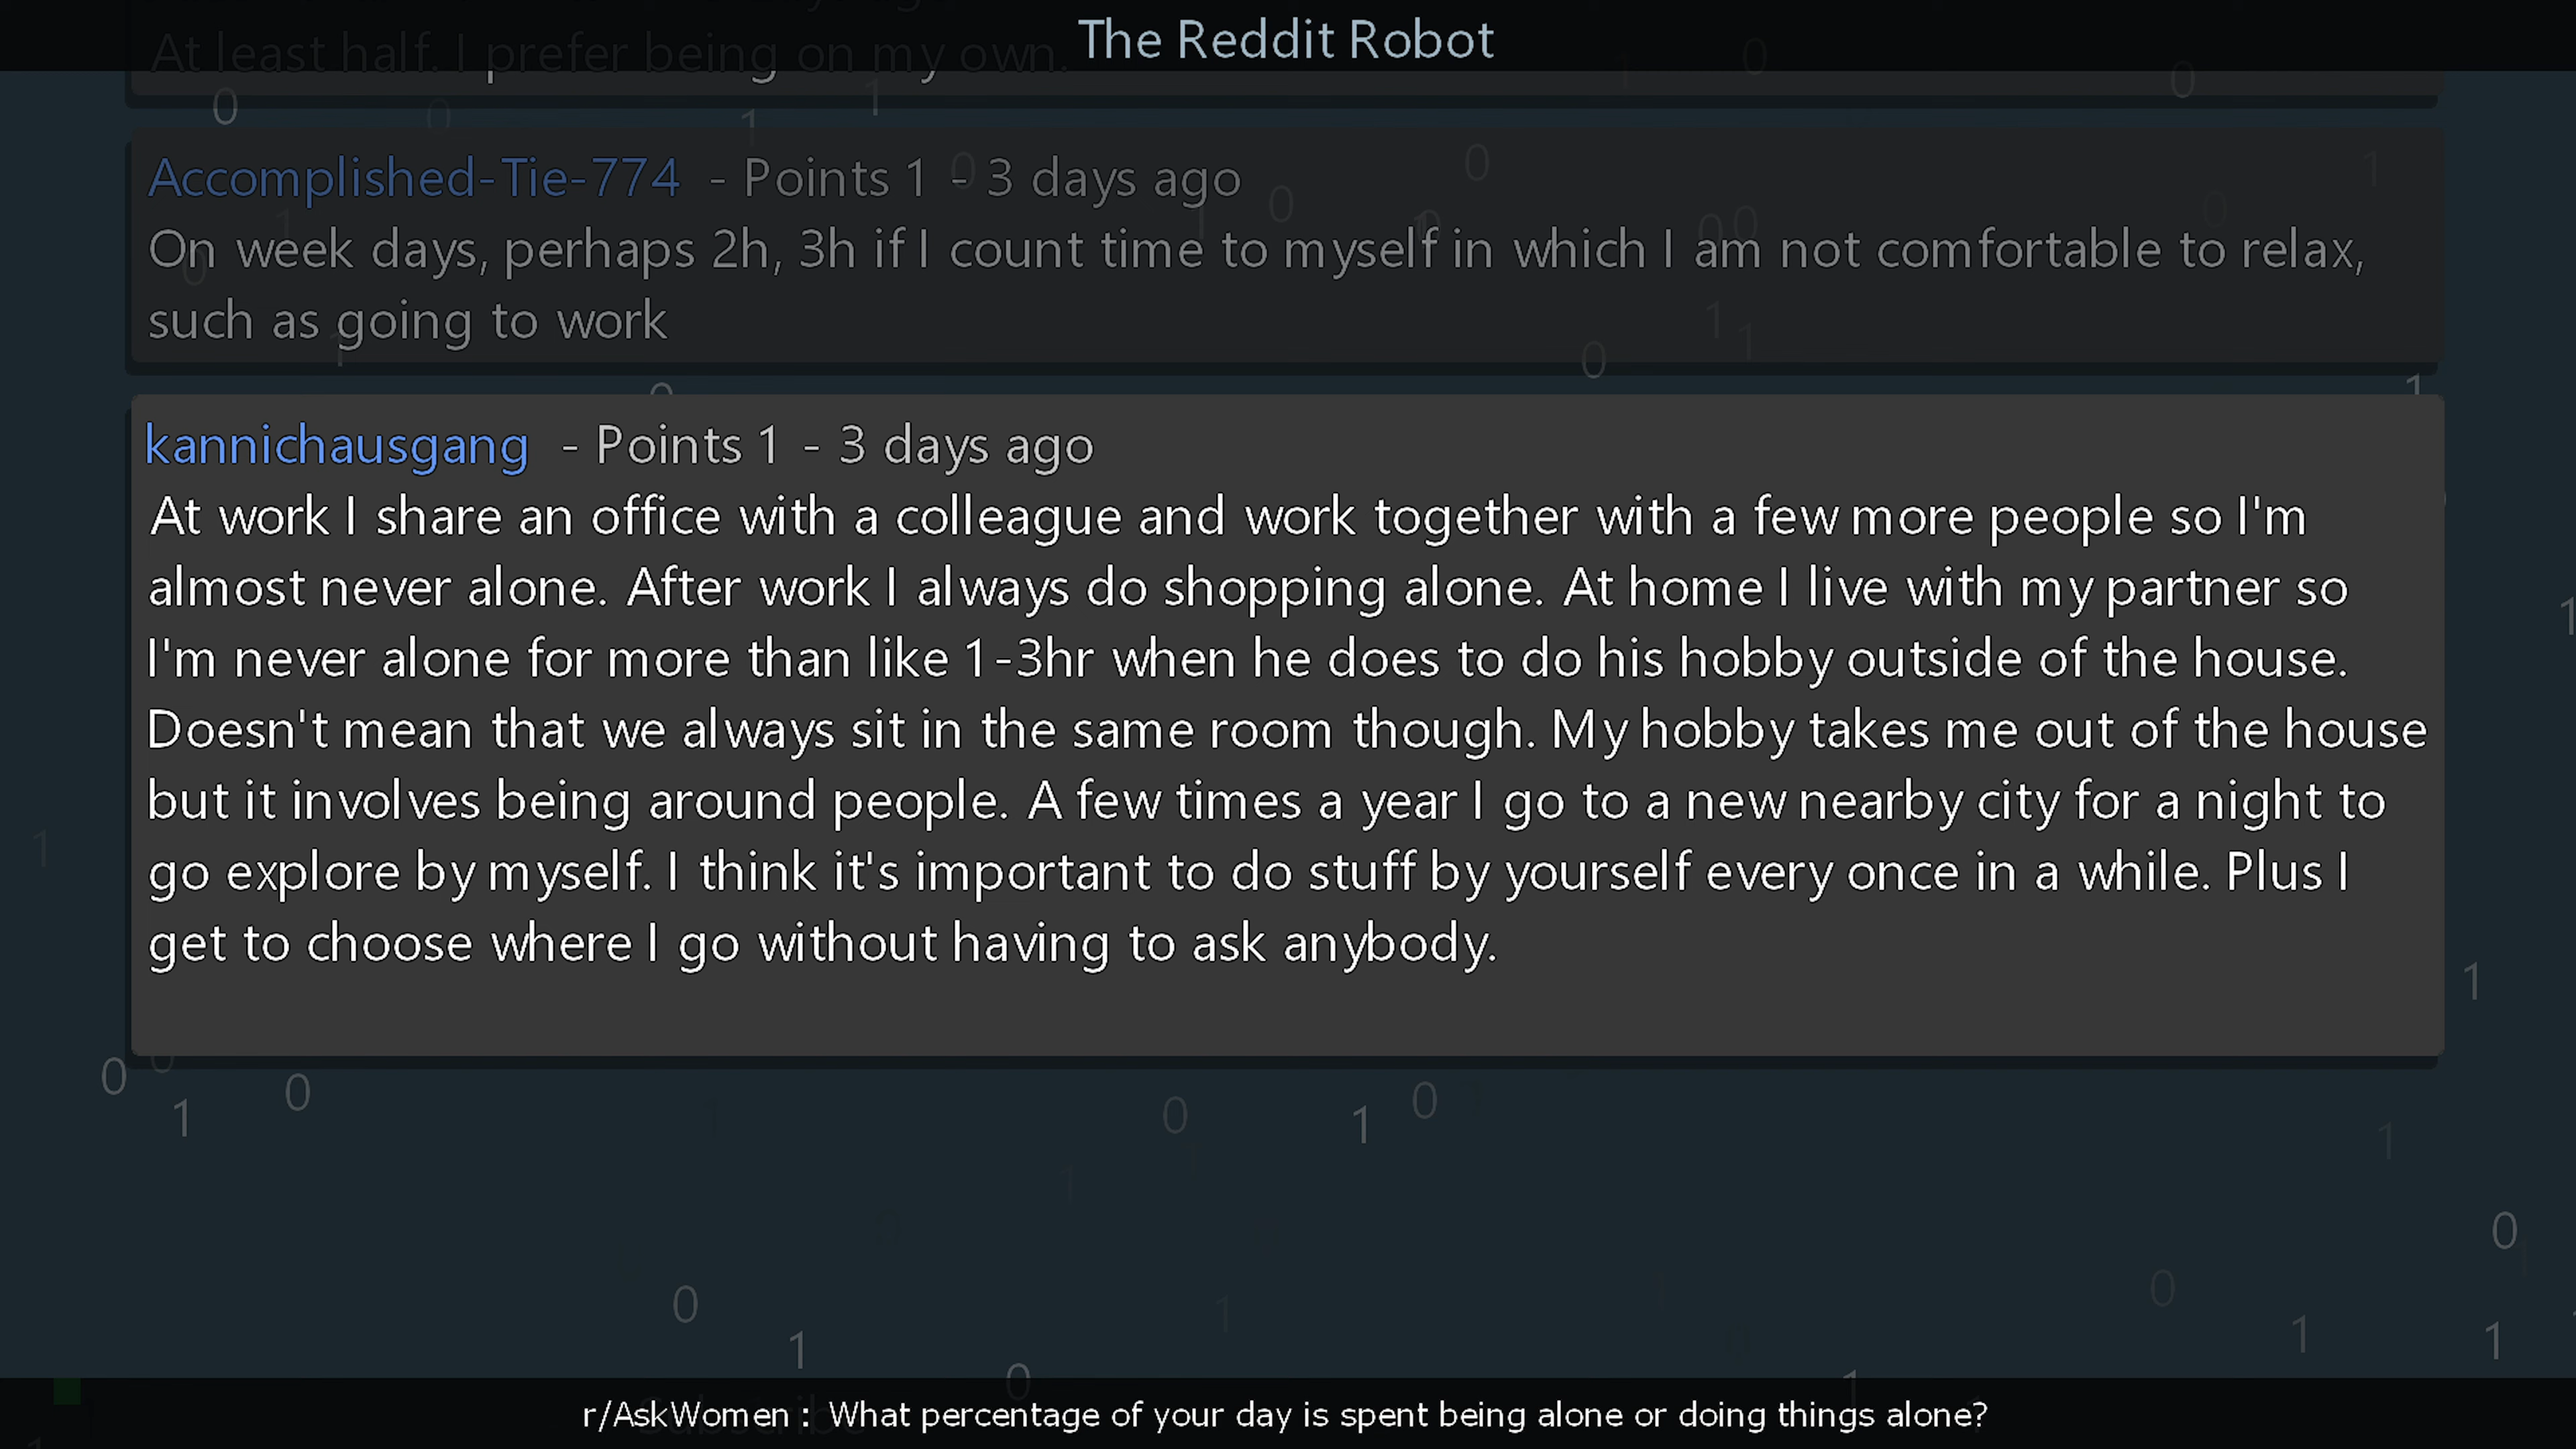 The Reddit Robot
At least half. I prefer being on my own.
Accomplished-Tie-774 - Points 1 - 3 days ago
On week days, perhaps 2h, 3h if I count time to myself in which I am not comfortable to relax,
such as going to work
kannichausgang - Points 1 - 3 days ago
At work I share an office with a colleague and work together with a few more people so I'm
almost never alone. After work I always do shopping alone. At home I live with my partner so
I'm never alone for more than like 1-3hr when he does to do his hobby outside of the house.
Doesn't mean that we always sit in the same room though. My hobby takes me out of the house
but it involves being around people. A few times a year I go to a new nearby city for a night to
go explore by myself. I think it's important to do stuff by yourself every once in a while. Plus I
get to choose where I go without having to ask anybody.
Subscribe
r/AskWomen : What percentage of your day is spent being alone or doing things alone?